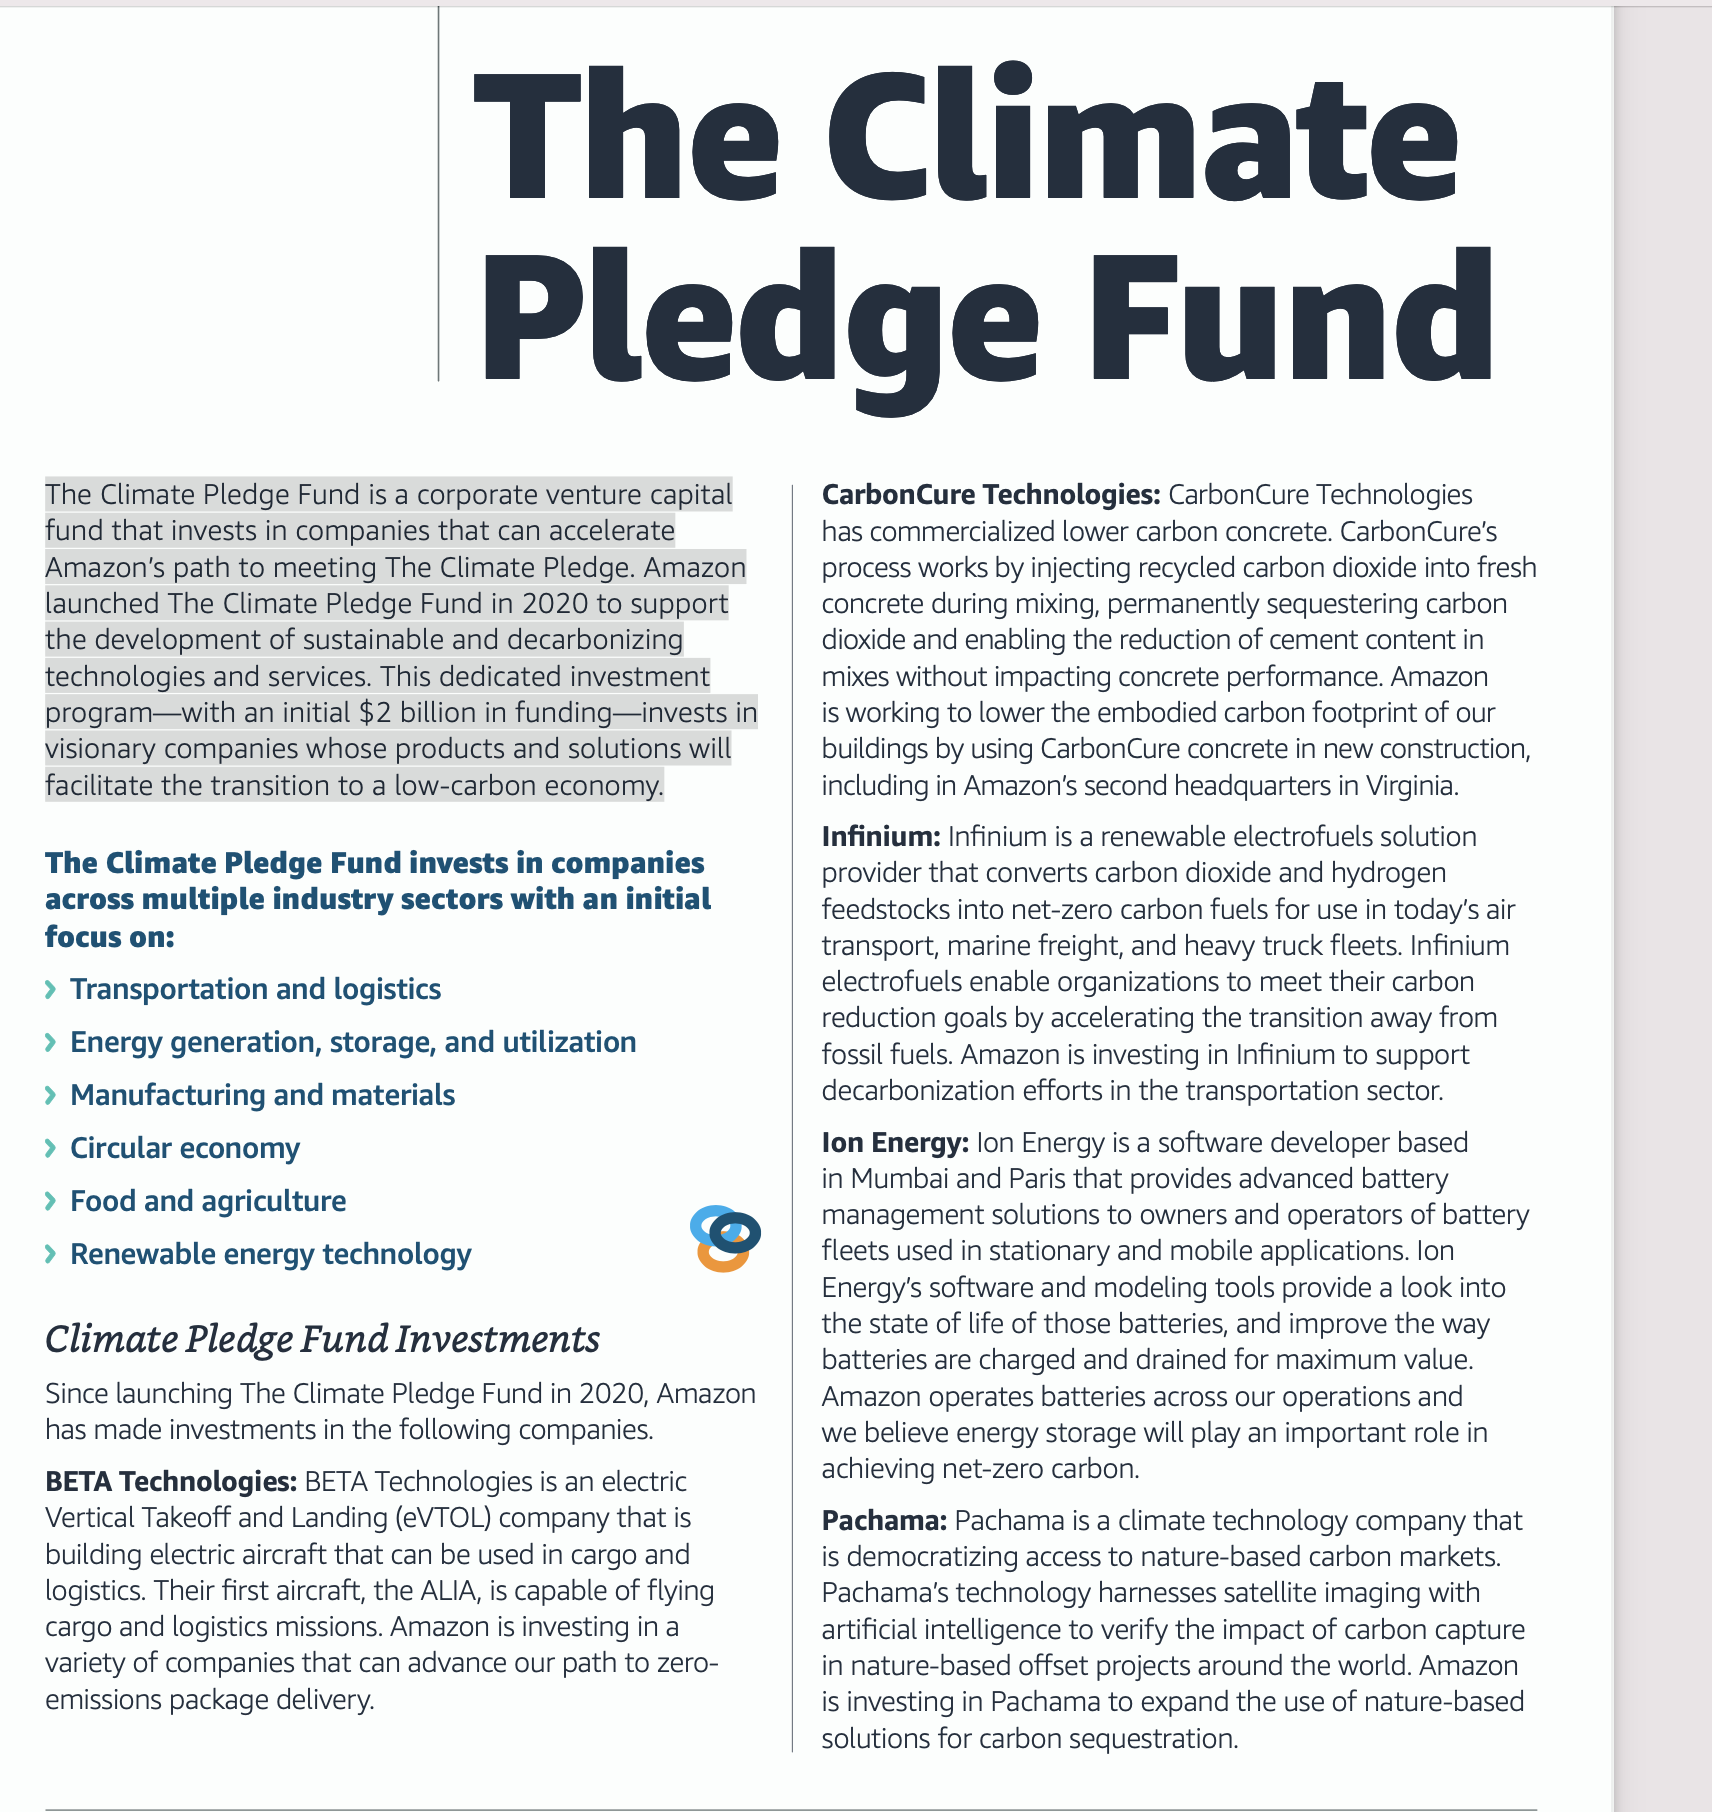 The Climate
Pledge Fund
The Climate Pledge Fund is a corporate venture capital
fund that invests in companies that can accelerate
Amazon’s path to meeting The Climate Pledge. Amazon
launched The Climate Pledge Fund in 2020 to support
the development of sustainable and decarbonizing
technologies and services. This dedicated investment
program—with an initial $2 billion in funding—invests in
visionary companies whose products and solutions will
facilitate the transition to a low-carbon economy.
The Climate Pledge Fund invests in companies
across multiple industry sectors with an initial
focus on:
› Transportation and logistics
› Energy generation, storage, and utilization
› Manufacturing and materials
› Circular economy
› Food and agriculture
› Renewable energy technology
Climate Pledge Fund Investments
Since launching The Climate Pledge Fund in 2020, Amazon
has made investments in the following companies.
BETA Technologies: BETA Technologies is an electric
Vertical Takeoff and Landing (eVTOL) company that is
building electric aircraft that can be used in cargo and
logistics. Their first aircraft, the ALIA, is capable of flying
cargo and logistics missions. Amazon is investing in a
variety of companies that can advance our path to zero-
emissions package delivery.
CarbonCure Technologies: CarbonCure Technologies
has commercialized lower carbon concrete. CarbonCure’s
process works by injecting recycled carbon dioxide into fresh
concrete during mixing, permanently sequestering carbon
dioxide and enabling the reduction of cement content in
mixes without impacting concrete performance. Amazon
is working to lower the embodied carbon footprint of our
buildings by using CarbonCure concrete in new construction,
including in Amazon’s second headquarters in Virginia.
Infinium: Infinium is a renewable electrofuels solution
provider that converts carbon dioxide and hydrogen
feedstocks into net-zero carbon fuels for use in today’s air
transport, marine freight, and heavy truck fleets. Infinium
electrofuels enable organizations to meet their carbon
reduction goals by accelerating the transition away from
fossil fuels. Amazon is investing in Infinium to support
decarbonization efforts in the transportation sector.
Ion Energy: Ion Energy is a software developer based
in Mumbai and Paris that provides advanced battery
management solutions to owners and operators of battery
fleets used in stationary and mobile applications. Ion
Energy’s software and modeling tools provide a look into
the state of life of those batteries, and improve the way
batteries are charged and drained for maximum value.
Amazon operates batteries across our operations and
we believe energy storage will play an important role in
achieving net-zero carbon.
Pachama: Pachama is a climate technology company that
is democratizing access to nature-based carbon markets.
Pachama’s technology harnesses satellite imaging with
artificial intelligence to verify the impact of carbon capture
in nature-based offset projects around the world. Amazon
is investing in Pachama to expand the use of nature-based
solutions for carbon sequestration.